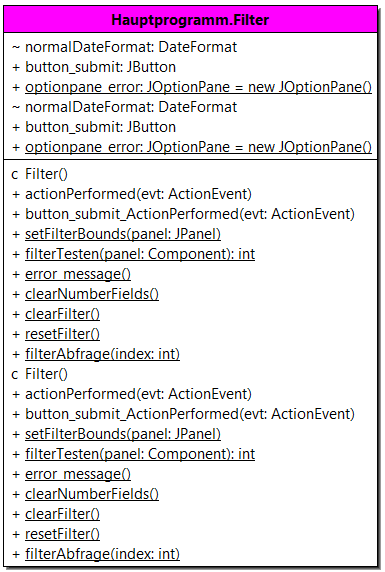 Hauptprogramm.Filter
~ normalDateFormat: DateFormat
+ button_submit: JButton
+ optionpane_error: JOptionPane = new JOptionPane()
~ normalDateFormat: DateFormat
+ button_submit: JButton
+ optionpane_error: JOptionPane = new JOptionPane()
c Filter()
+ actionPerformed(evt: ActionEvent)
+ button_submit_ActionPerformed(evt: ActionEvent)
+ setFilterBounds(panel: JPanel)
+ filterTesten(panel: Component): int
+ error_message()
+ clearNumberFields()
+ clearFilter()
+ resetFilter()
+ filterAbfrage(index: int)
c Filter()
+ actionPerformed(evt: ActionEvent)
+ button_submit_ActionPerformed(evt: ActionEvent)
+ setFilterBounds(panel: JPanel)
+ filterTesten(panel: Component): int
+ error_message()
+ clearNumberFields()
+ clearFilter()
+ resetFilter()
+ filterAbfrage(index: int)